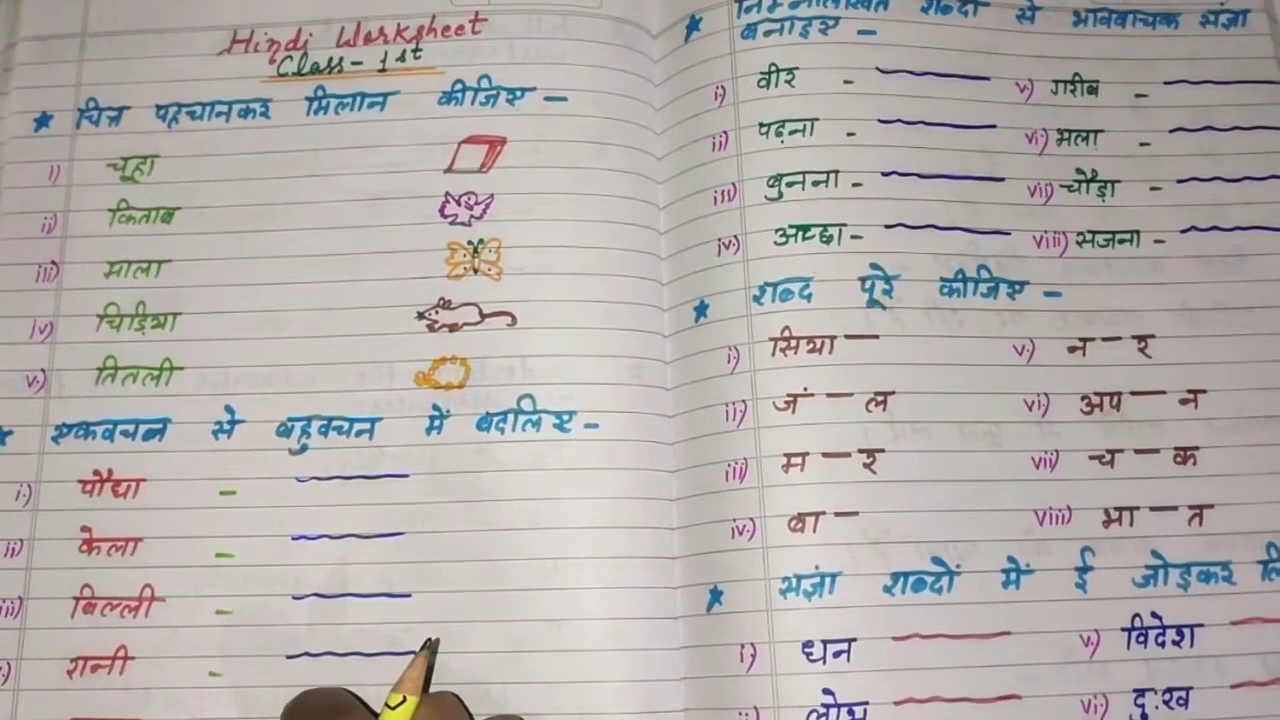 Hindi Worksheet
Class - 1st
* चित्र पहचानकर मिलान कीजिए -
i) चूहा
ii) किताब
iii) माला
iv) चिड़िया
v.) तितली
* एकवचन से बहुवचन में बदलिए -
i.) पौधा -
ii) केला -
iii) बिल्ली -
रानी -
* निम्नलिखित शब्दों से भाववाचक संज्ञा
बनाइए -
i) वीर - v.) गरीब -
ii) पढ़ना - vi.) भला -
iii) बुनना - vii) चौड़ा -
iv.) अच्छा - viii) सजना -
* शब्द पूरे कीजिए -
i.) सिया — v.) न — र
ii.) जं — ल vi.) अप — न
iii) म — र vii) च — क
iv.) बा — viii) भा — त
* संज्ञा शब्दों में ई जोड़कर
i.) धन v.) विदेश
लोभ vi.) दुःख